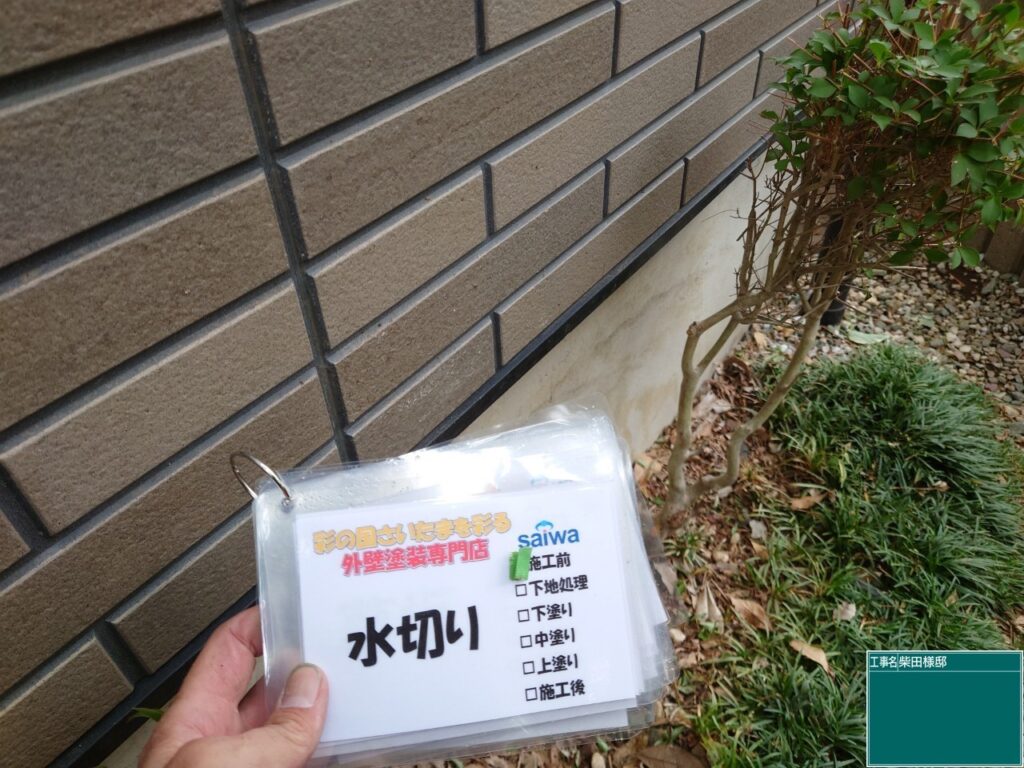 彩の国さいたまを彩る
外壁塗装専門店
水切り
saiwa
施工前
□下地処理
□下塗り
□中塗り
□上塗り
□施工後
工事名 柴田様邸